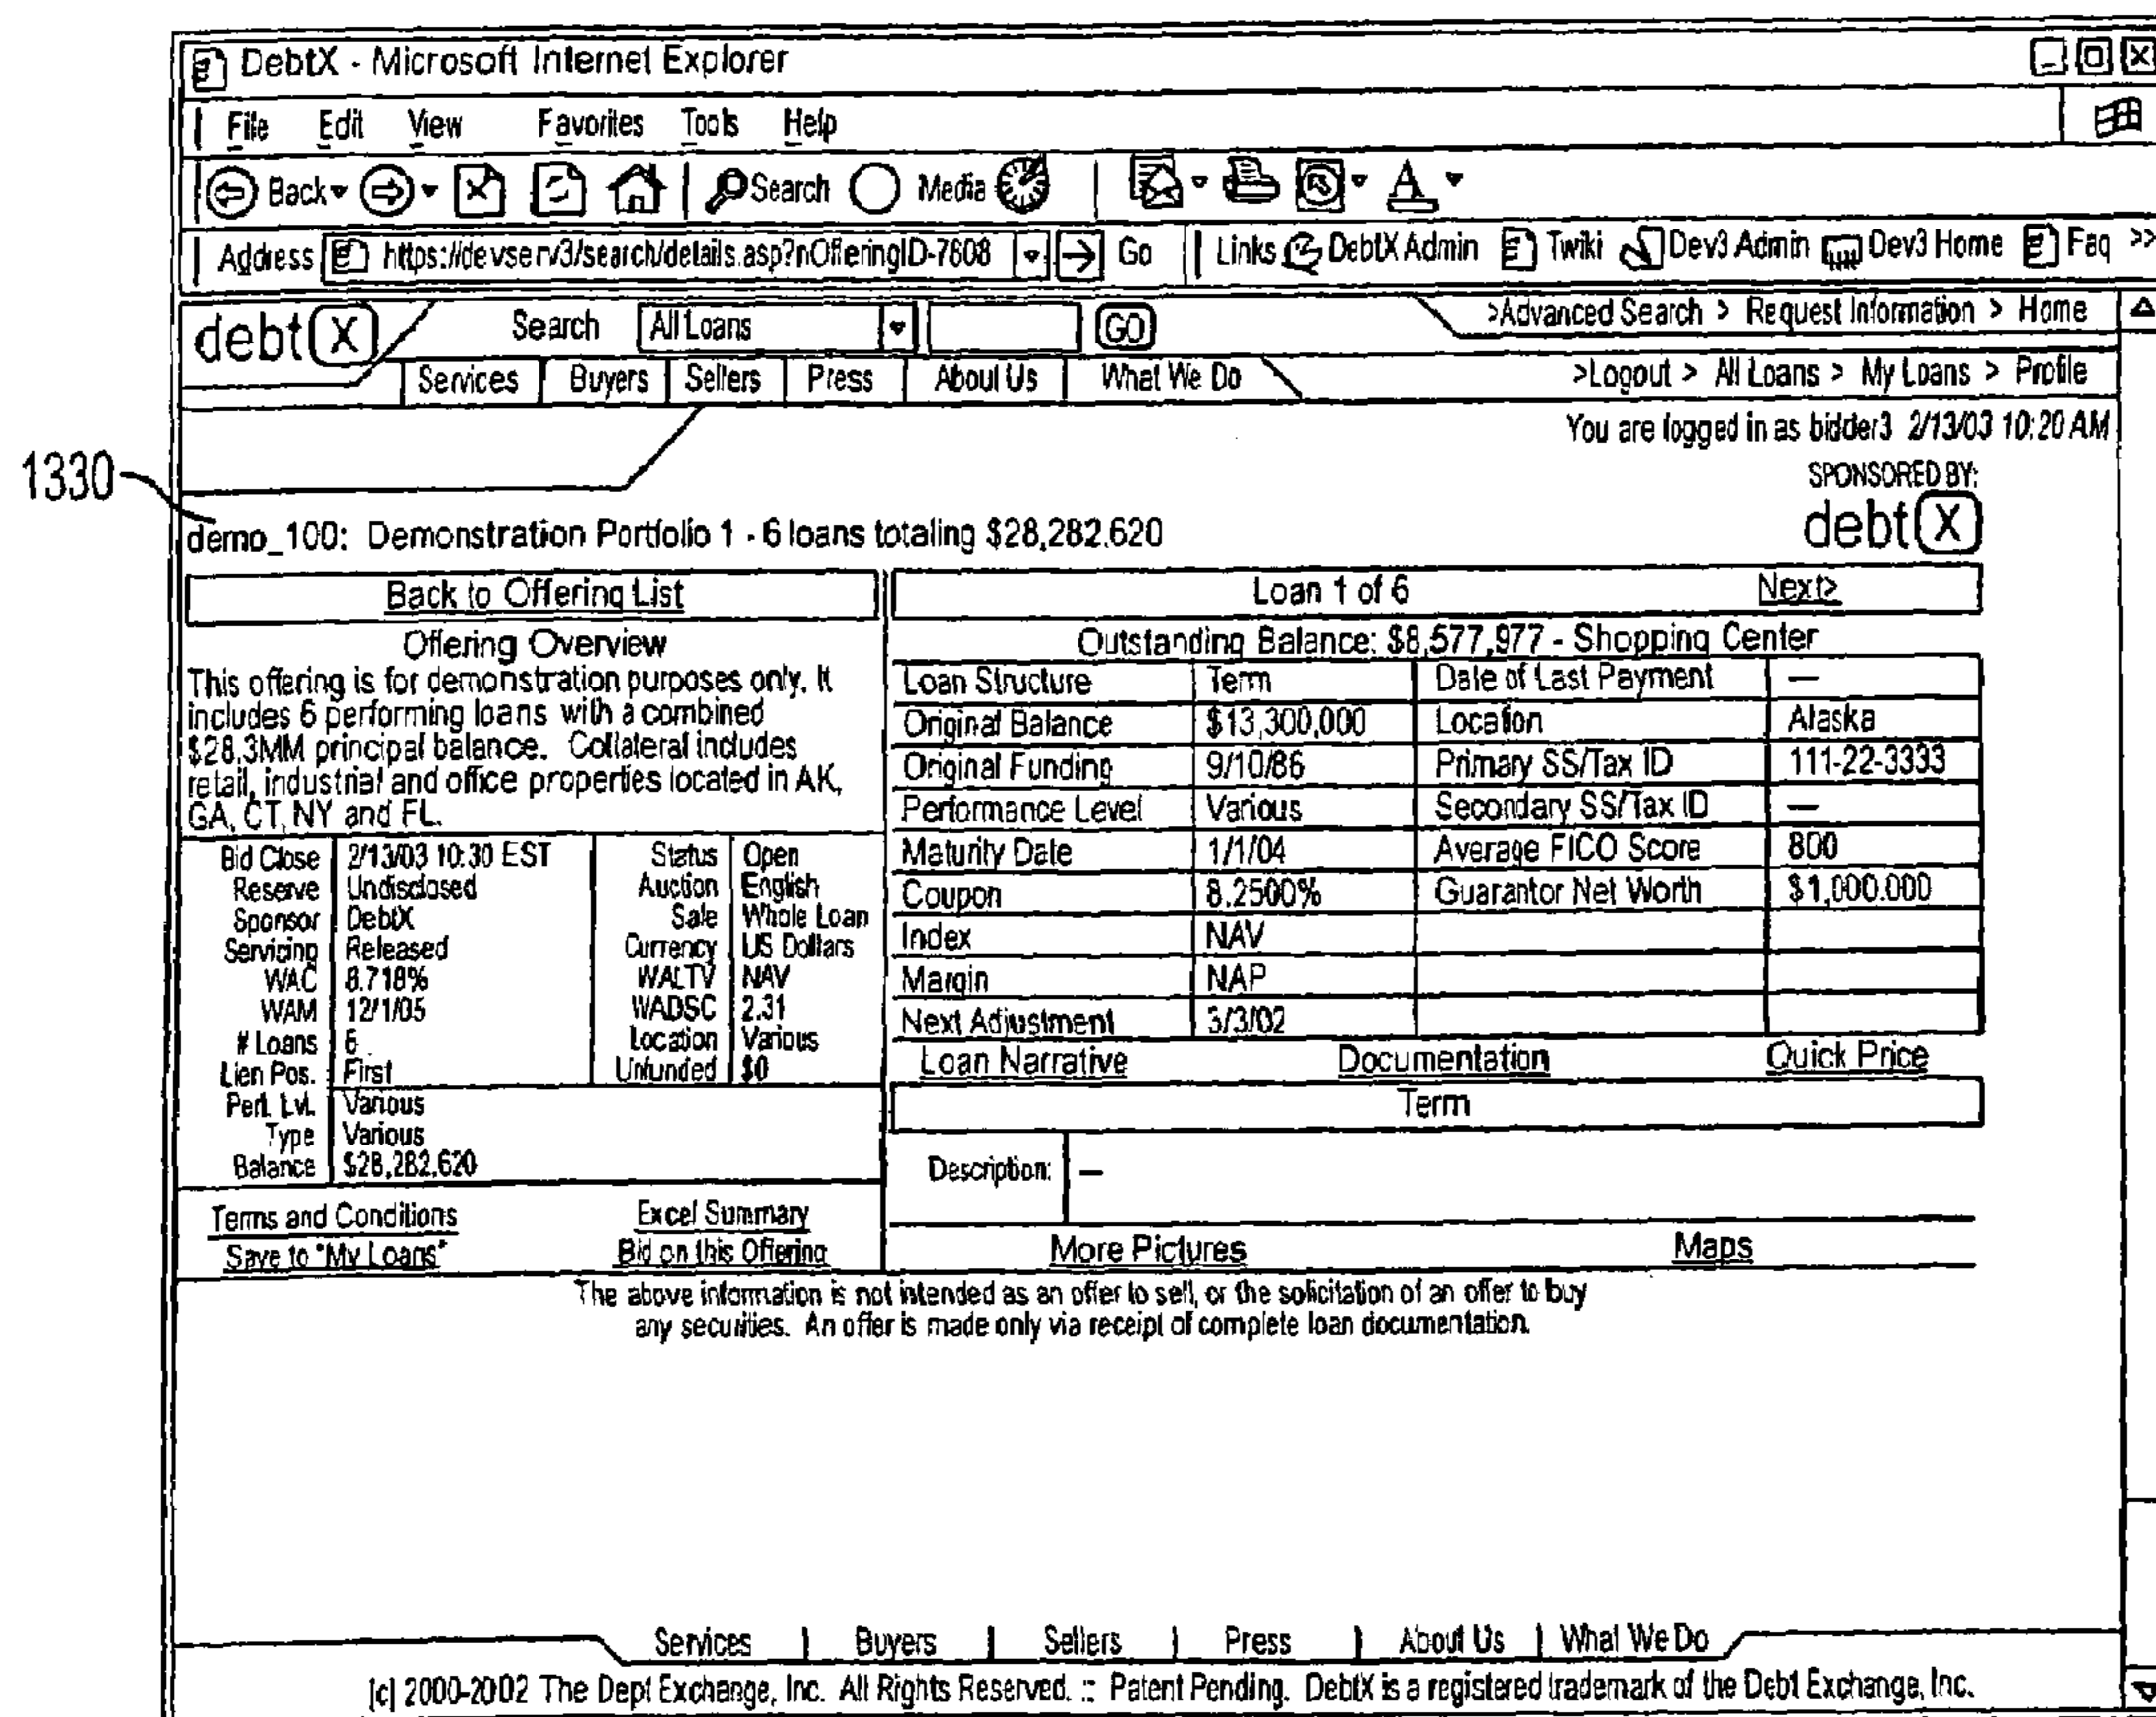 DebtX - Microsoft Internet Explorer
File Edit View Favorites Tools Help
Back Search Media
Address https://devserv3/search/details.asp?nOfferingID-7608 Go Links DebtX Admin Twiki Dev3 Admin Dev3 Home Faq >>
debt X Search All Loans GO >Advanced Search > Request Information > Home
Services Buyers Sellers Press About Us What We Do >Logout > All Loans > My Loans > Profile
You are logged in as bidder3 2/13/03 10:20 AM
1330
SPONSORED BY:
debt X
demo_100: Demonstration Portfolio 1 - 6 loans totaling $28,282,620
Back to Offering List
Offering Overview
This offering is for demonstration purposes only. It
includes 6 performing loans with a combined
$28.3MM principal balance. Collateral includes
retail, industrial and office properties located in AK,
GA, CT, NY and FL.
Bid Close 2/13/03 10:30 EST Status Open
Reserve Undisclosed Auction English
Sponsor DebtX Sale Whole Loan
Servicing Released Currency US Dollars
WAC 8.718% WALTV NAV
WAM 12/1/05 WADSC 2.31
# Loans 6 Location Various
Lien Pos. First Unfunded $0
Perf. Lvl. Various
Type Various
Balance $28,282,620
Terms and Conditions Excel Summary
Save to "My Loans" Bid on this Offering
Loan 1 of 6 Next>
Outstanding Balance: $8,577,977 - Shopping Center
Loan Structure Term Date of Last Payment —
Original Balance $13,300,000 Location Alaska
Original Funding 9/10/86 Primary SS/Tax ID 111-22-3333
Performance Level Various Secondary SS/Tax ID —
Maturity Date 1/1/04 Average FICO Score 800
Coupon 8.2500% Guarantor Net Worth $1,000.000
Index NAV
Margin NAP
Next Adjustment 3/3/02
Loan Narrative Documentation Quick Price
Term
Description: —
More Pictures Maps
The above information is not intended as an offer to sell, or the solicitation of an offer to buy
any securities. An offer is made only via receipt of complete loan documentation.
Services | Buyers | Sellers | Press | About Us | What We Do
[c] 2000-2002 The Dept Exchange, Inc. All Rights Reserved. :: Patent Pending. DebtX is a registered trademark of the Debt Exchange, Inc.